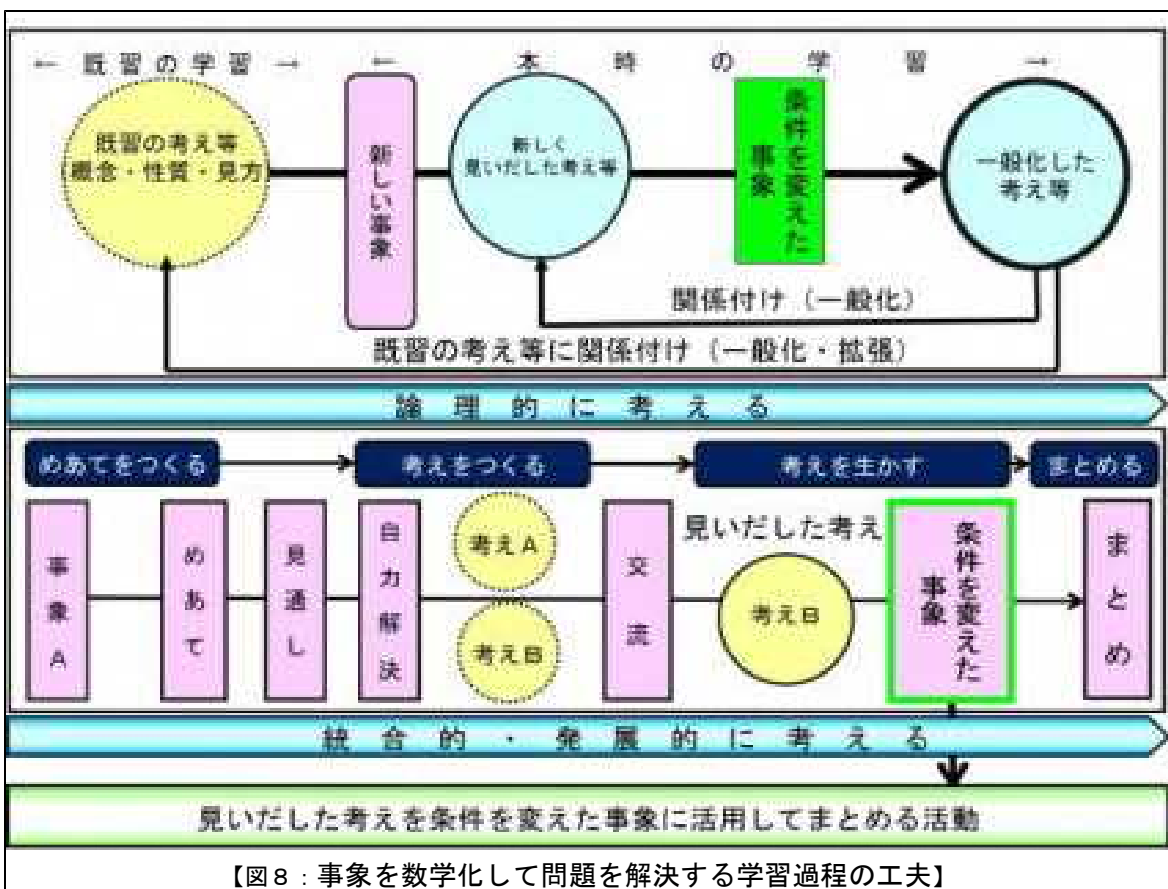 ← 既習の学習 → ← 本時の学習 →
既習の考え等
概念・性質・見方
新しい事象
新しく
見いだした考え等
条件を変えた
事象
一般化した
考え等
関係付け（一般化）
既習の考え等に関係付け（一般化・拡張）
論理的に考える
めあてをつくる
考えをつくる
考えを生かす
まとめる
事象A
めあて
見通し
自力解決
考えA
考えB
交流
見いだした考え
考えB
条件を変えた
事象
まとめ
統合的・発展的に考える
見いだした考えを条件を変えた事象に活用してまとめる活動
【図８：事象を数学化して問題を解決する学習過程の工夫】